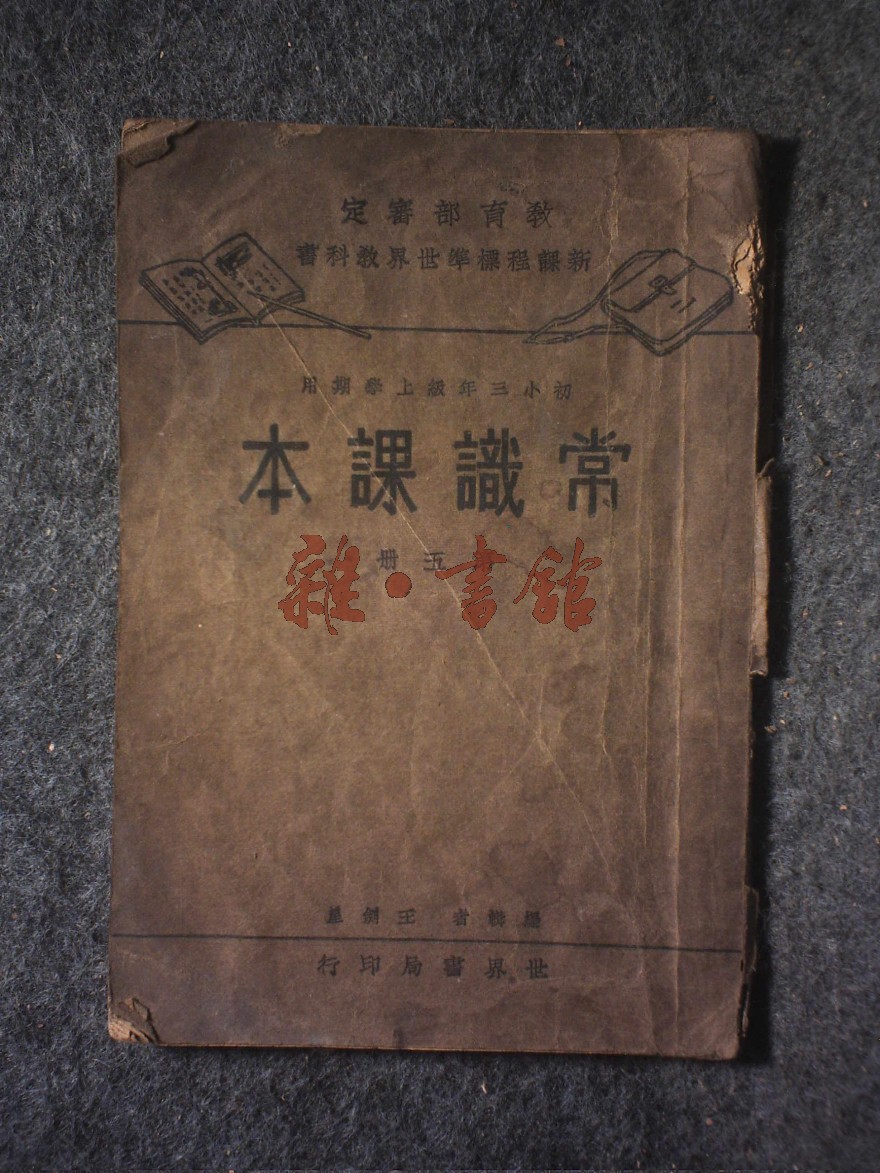 教育部審定
新課程標準世界教科書
初小三年級上學期用
常識課本
五册
雜·書館
編輯者 王劍星
世界書局印行